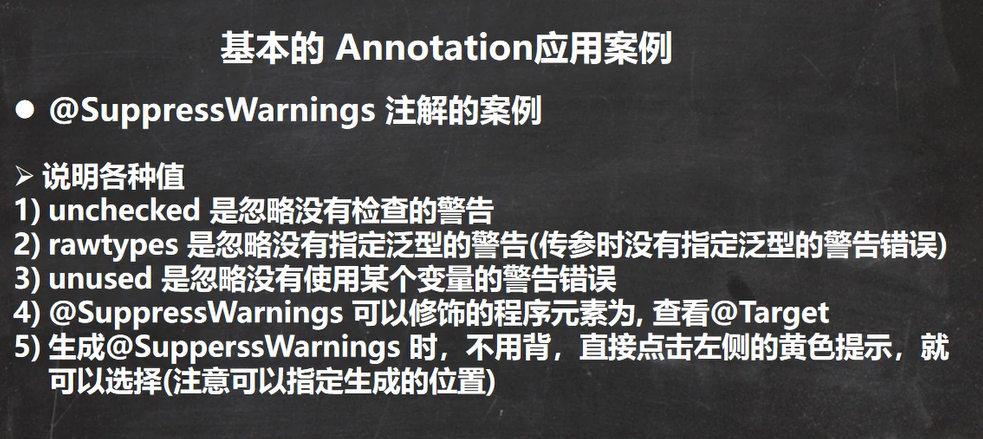 基本的 Annotation应用案例
● @SuppressWarnings 注解的案例
➢ 说明各种值
1) unchecked 是忽略没有检查的警告
2) rawtypes 是忽略没有指定泛型的警告(传参时没有指定泛型的警告错误)
3) unused 是忽略没有使用某个变量的警告错误
4) @SuppressWarnings 可以修饰的程序元素为, 查看@Target
5) 生成@SupperssWarnings 时，不用背，直接点击左侧的黄色提示，就
可以选择(注意可以指定生成的位置)